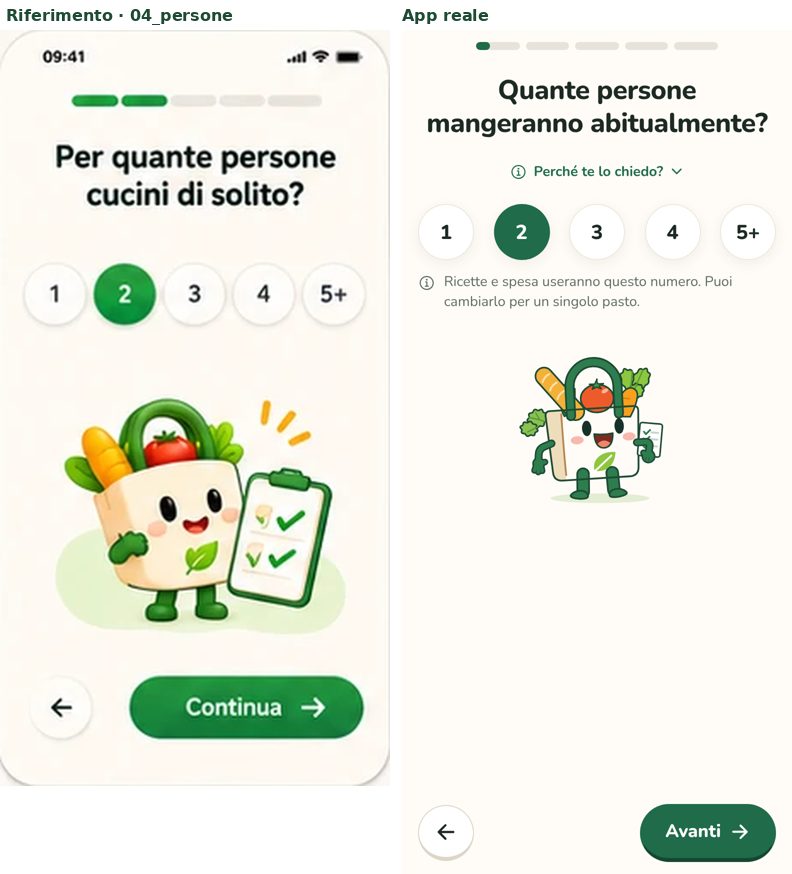 Riferimento · 04_persone
09:41
Per quante persone
cucini di solito?
1 2 3 4 5+
Continua
App reale
Quante persone
mangeranno abitualmente?
Perché te lo chiedo?
1 2 3 4 5+
Ricette e spesa useranno questo numero. Puoi
cambiarlo per un singolo pasto.
Avanti